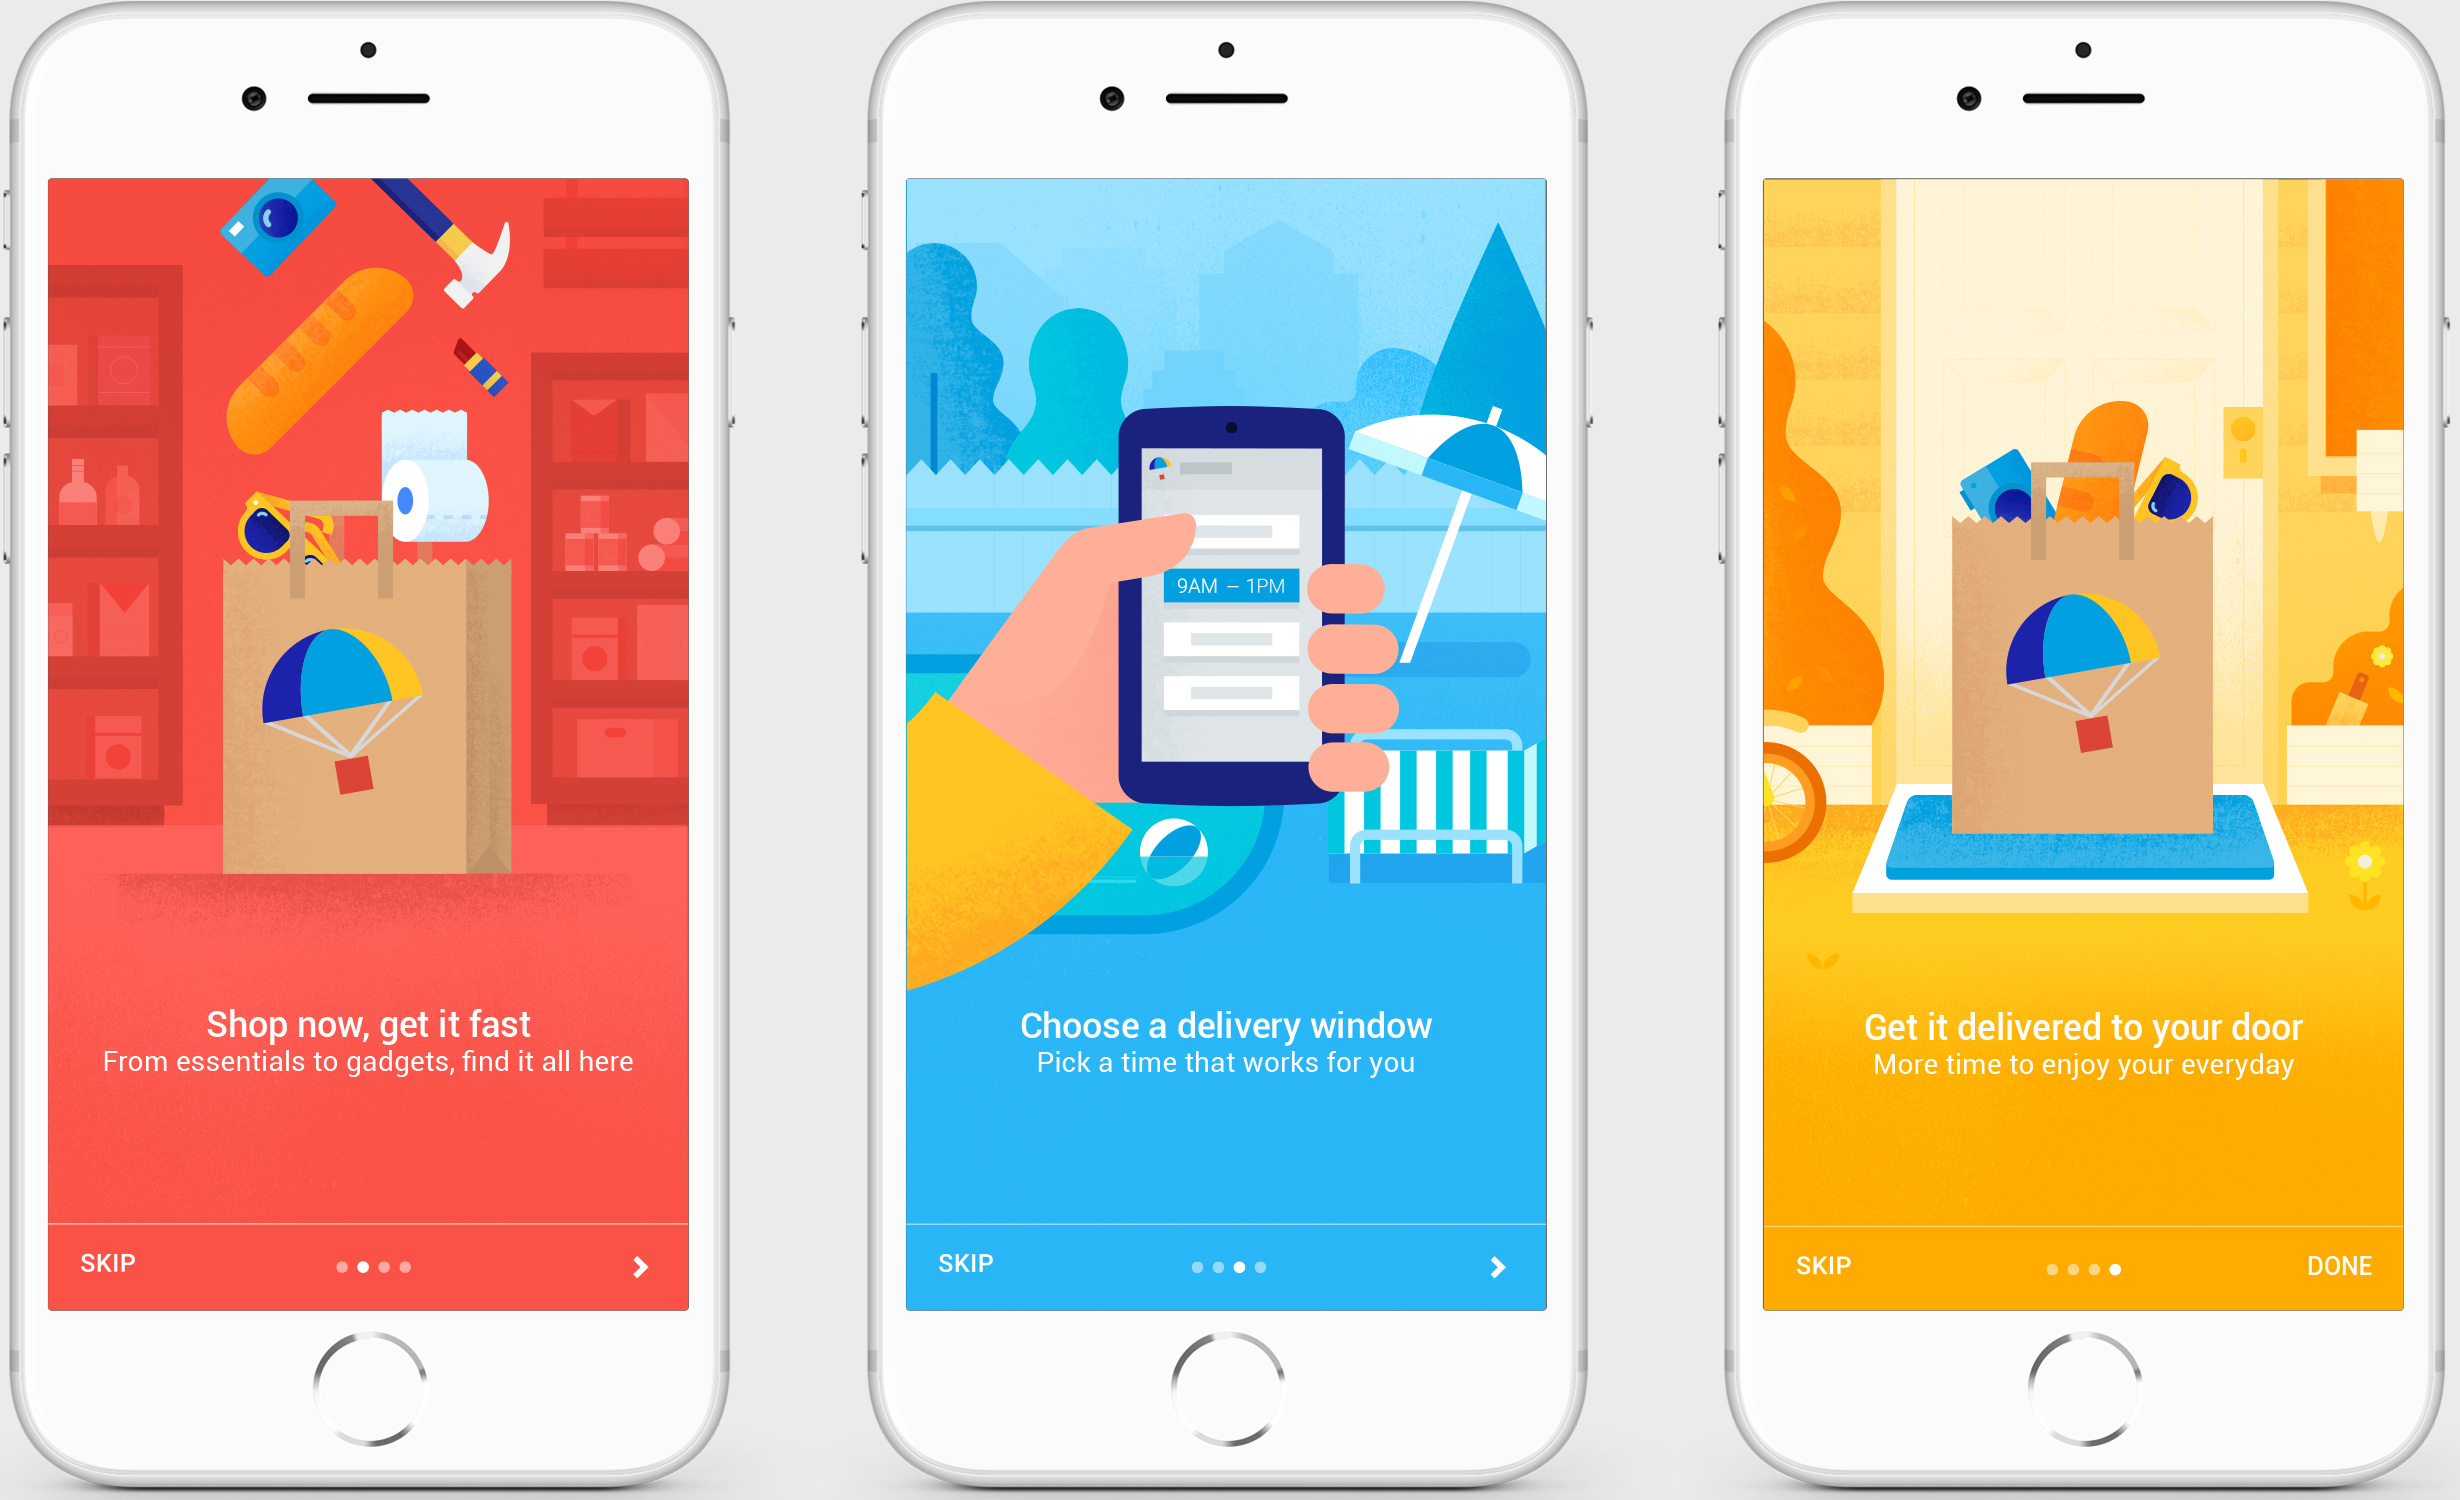 Shop now, get it fast
From essentials to gadgets, find it all here
SKIP
9AM – 1PM
Choose a delivery window
Pick a time that works for you
SKIP
Get it delivered to your door
More time to enjoy your everyday
SKIP
DONE